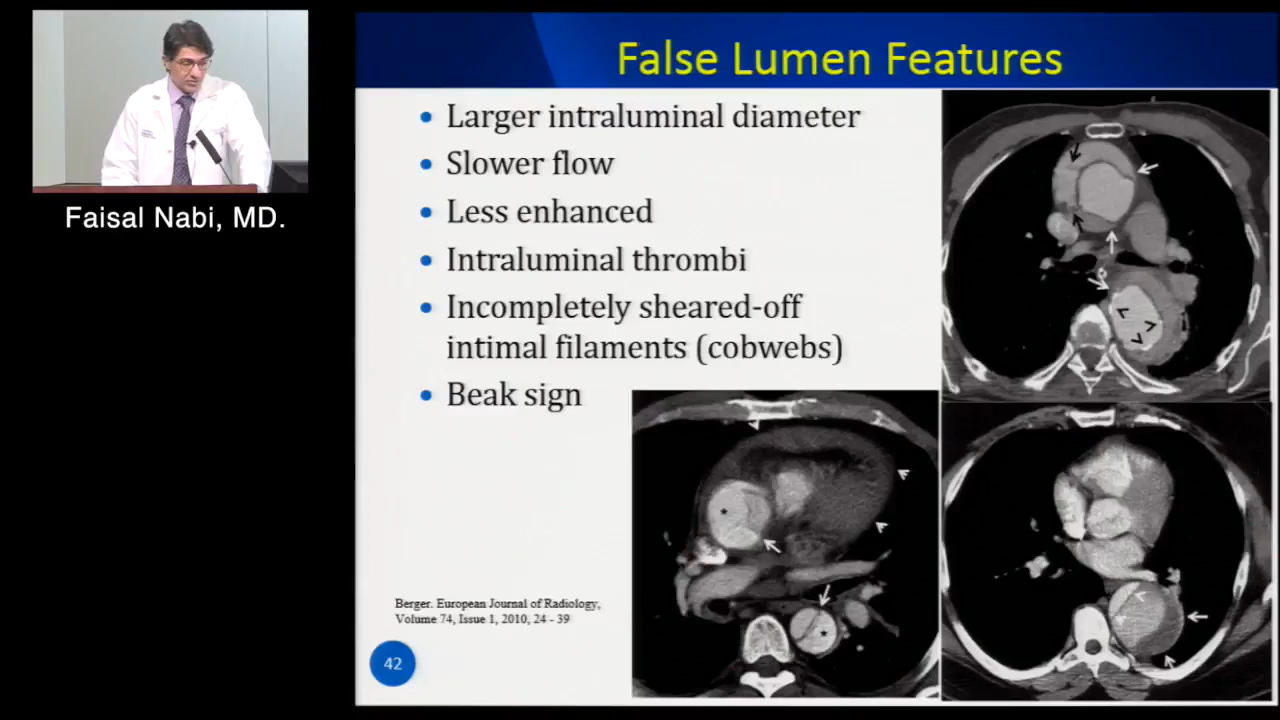 False Lumen Features
Larger intraluminal diameter
Slower flow
Less enhanced
Intraluminal thrombi
Incompletely sheared-off
intimal filaments (cobwebs)
Beak sign
Faisal Nabi, MD.
Berger. European Journal of Radiology,
Volume 74, Issue 1, 2010, 24 - 39
42